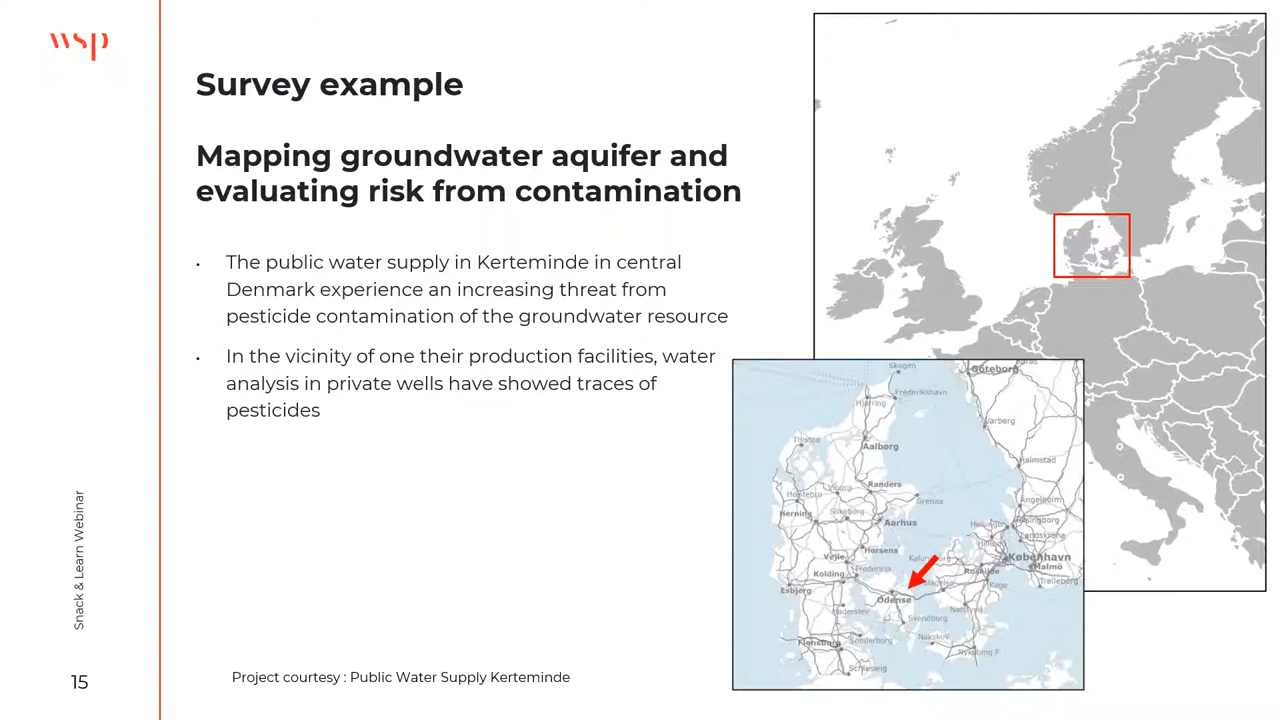 wsp
Survey example
Mapping groundwater aquifer and
evaluating risk from contamination
• The public water supply in Kerteminde in central
Denmark experience an increasing threat from
pesticide contamination of the groundwater resource
• In the vicinity of one their production facilities, water
analysis in private wells have showed traces of
pesticides
Snack & Learn Webinar
15
Project courtesy : Public Water Supply Kerteminde
Skagen
Göteborg
Frederikshavn
Hjørring
Varberg
Thisted
Aalborg
Halmstad
Randers
Viborg
Holstebro
Grenaa
Ängelholm
Silkeborg
Herning
Aarhus
Helsingborg
Landskrona
Hillerød
Horsens
Vejle
København
Malmö
Fredericia
Kolding
Roskilde
Slagelse
Køge
Trelleborg
Esbjerg
Odense
Næstved
Haderslev
Svendborg
Nakskov
Sønderborg
Flensburg
Nykøbing F
Schleswig